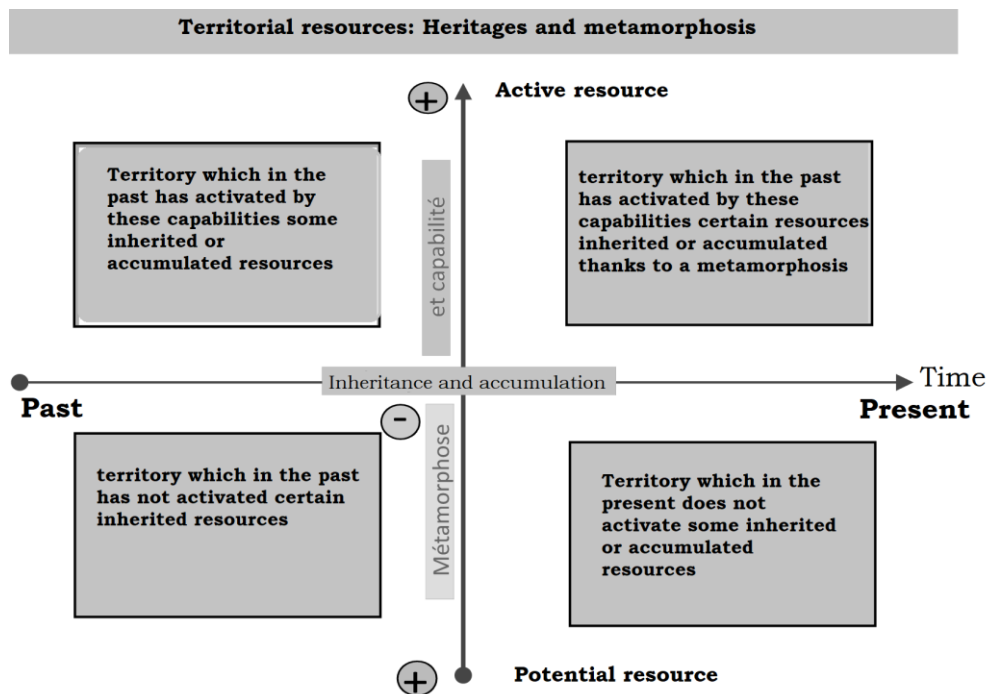 Territorial resources: Heritages and metamorphosis
+
Active resource
Territory which in the
past has activated by
these capabilities some
inherited or
accumulated resources
et capabilité
territory which in the past
has activated by these
capabilities certain resources
inherited or accumulated
thanks to a metamorphosis
Inheritance and accumulation
Time
Past
Present
-
territory which in the past
has not activated certain
inherited resources
Métamorphose
Territory which in the
present does not
activate some inherited
or accumulated
resources
+
Potential resource